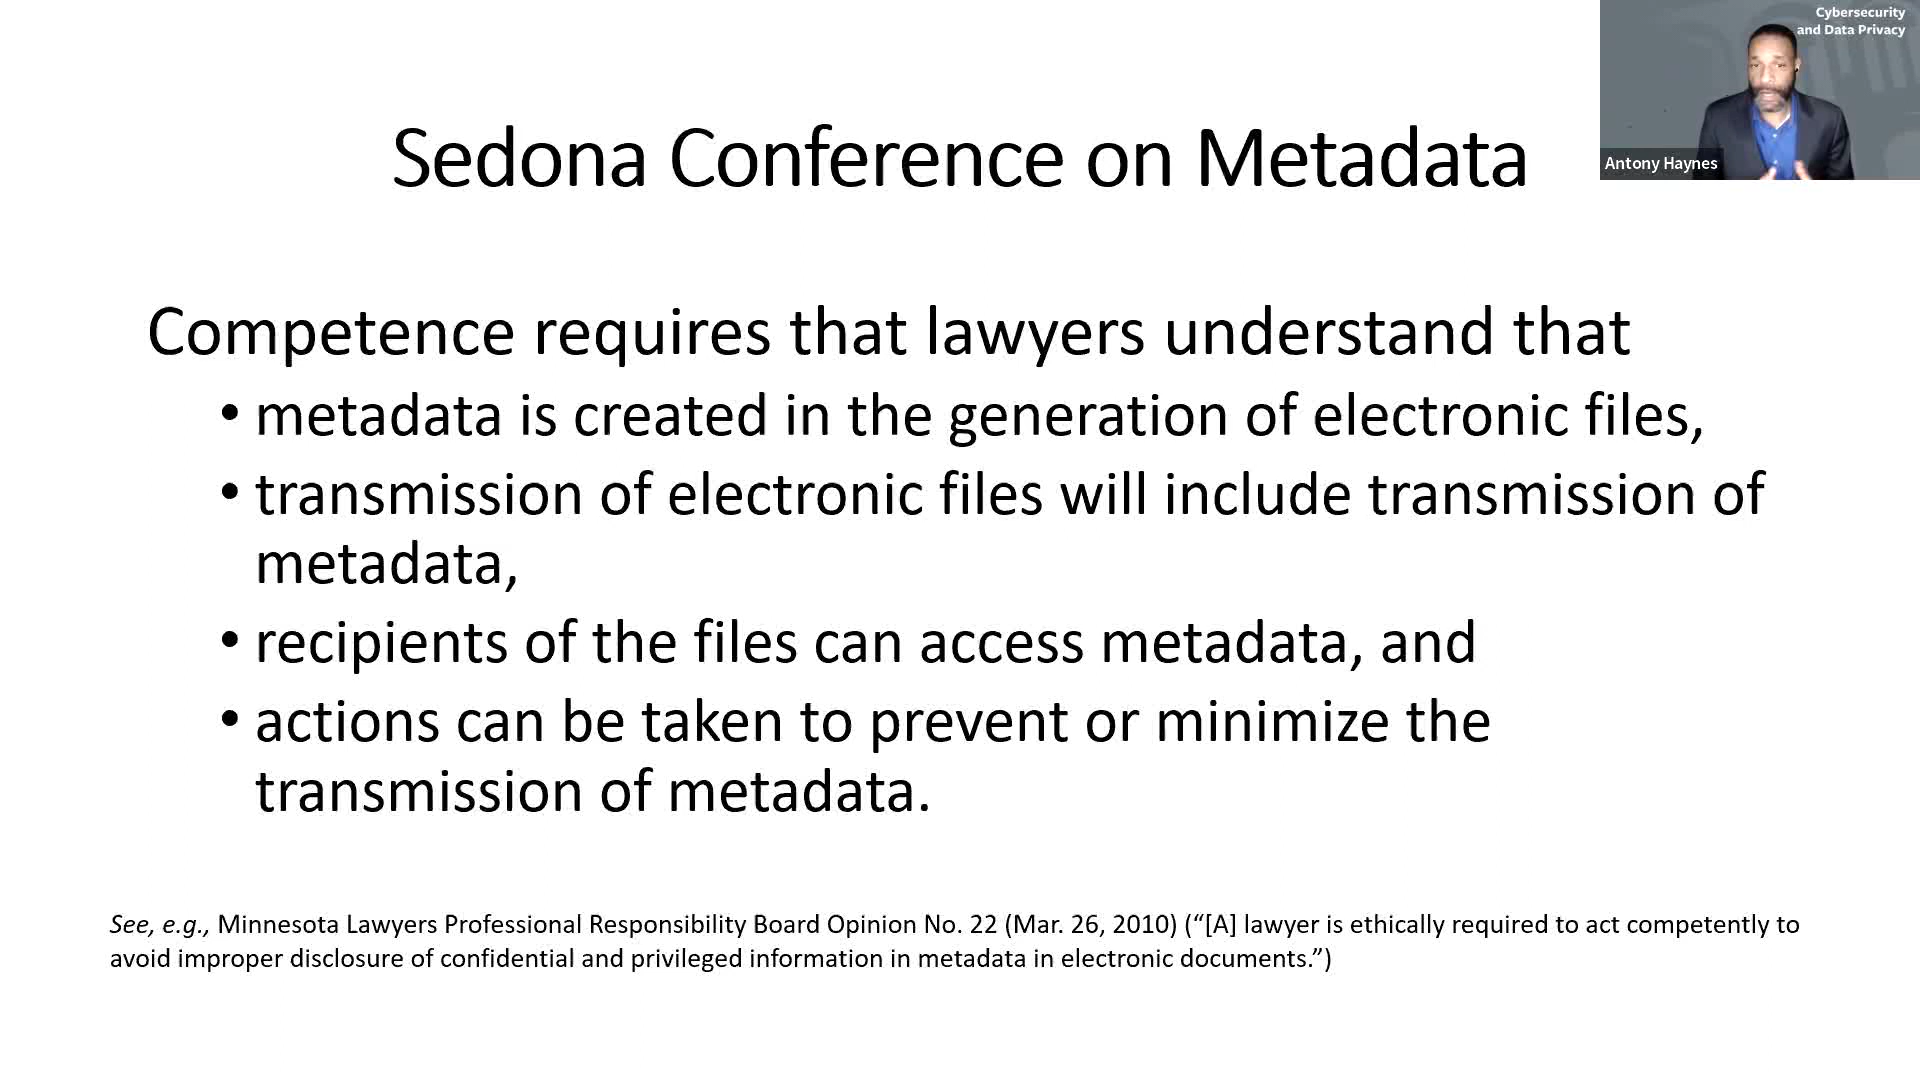 Cybersecurity
and Data Privacy
Antony Haynes
Sedona Conference on Metadata
Competence requires that lawyers understand that
• metadata is created in the generation of electronic files,
• transmission of electronic files will include transmission of
metadata,
• recipients of the files can access metadata, and
• actions can be taken to prevent or minimize the
transmission of metadata.
See, e.g., Minnesota Lawyers Professional Responsibility Board Opinion No. 22 (Mar. 26, 2010) (“[A] lawyer is ethically required to act competently to
avoid improper disclosure of confidential and privileged information in metadata in electronic documents.”)